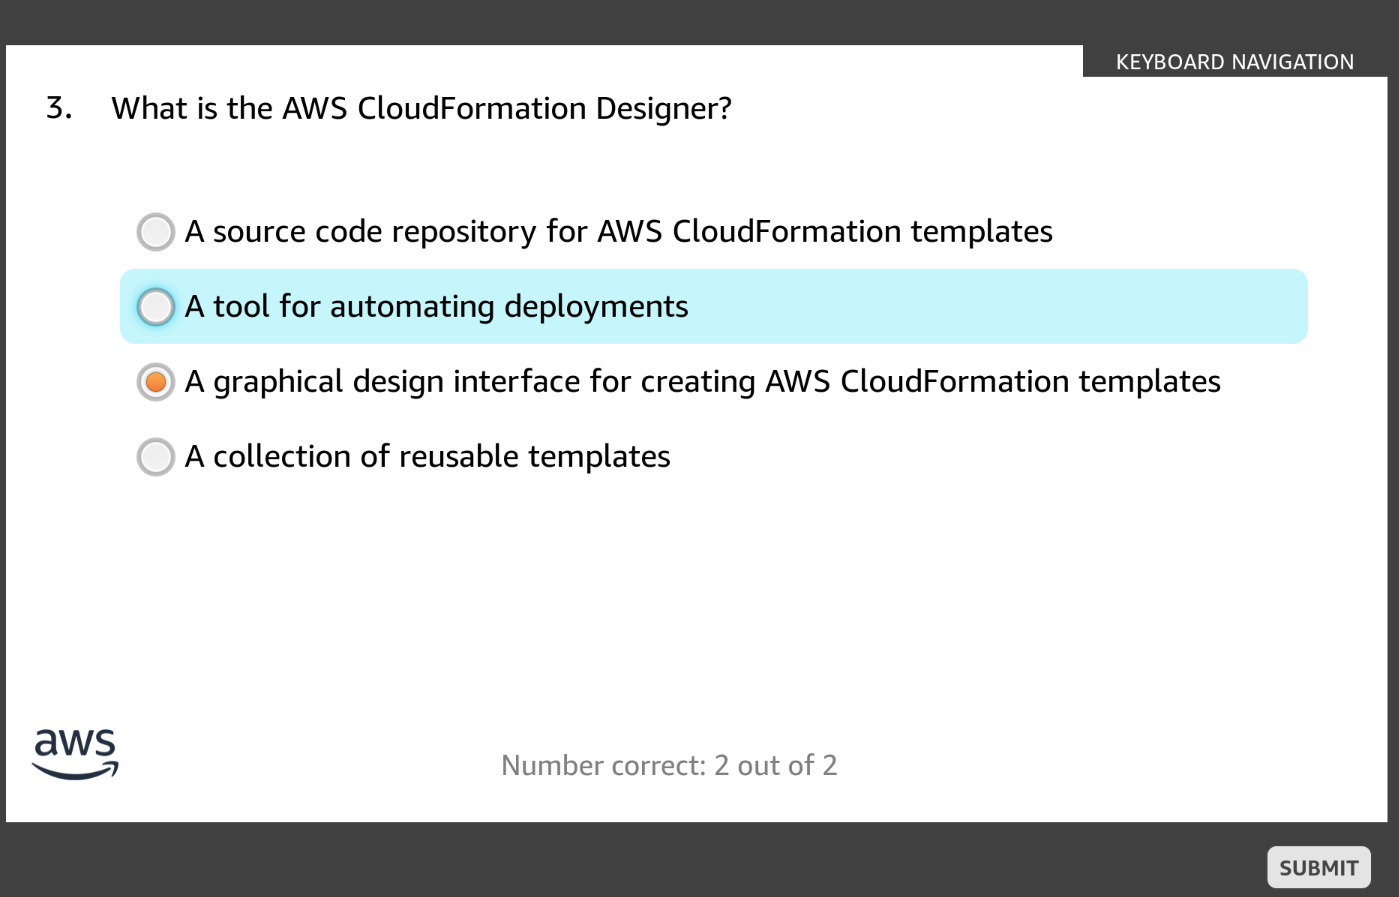 KEYBOARD NAVIGATION
3. What is the AWS CloudFormation Designer?
A source code repository for AWS CloudFormation templates
A tool for automating deployments
A graphical design interface for creating AWS CloudFormation templates
A collection of reusable templates
aws
Number correct: 2 out of 2
SUBMIT